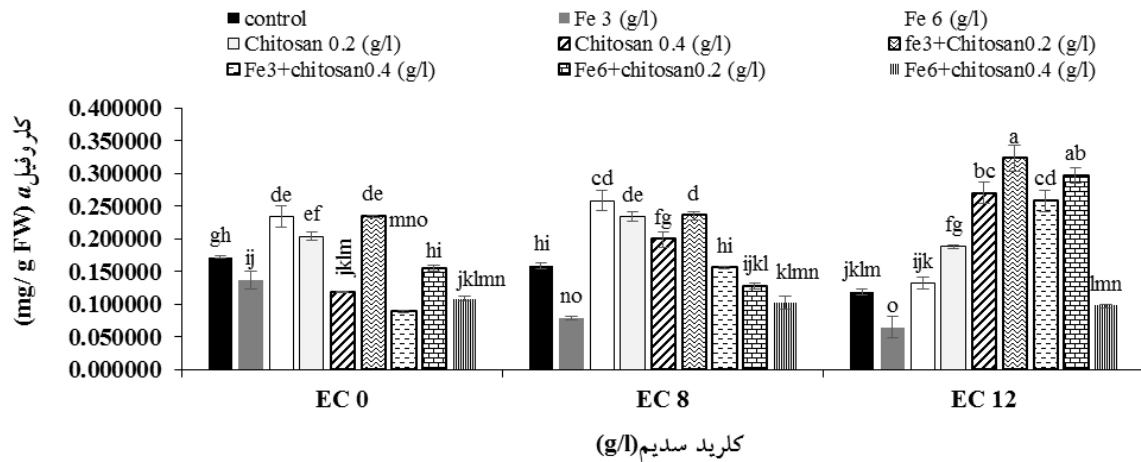 control Fe 3 (g/l) Fe 6 (g/l)
Chitosan 0.2 (g/l) Chitosan 0.4 (g/l) fe3+Chitosan0.2 (g/l)
Fe3+chitosan0.4 (g/l) Fe6+chitosan0.2 (g/l) Fe6+chitosan0.4 (g/l)
کلروفیل a (mg/ g FW)
0.400000
0.350000
0.300000
0.250000
0.200000
0.150000
0.100000
0.050000
0.000000
gh ij de ef jklm de mno hi jklmn
hi no cd de fg d hi ijkl klmn
jklm o ijk fg bc a cd ab lmn
EC 0 EC 8 EC 12
کلرید سدیم(g/l)